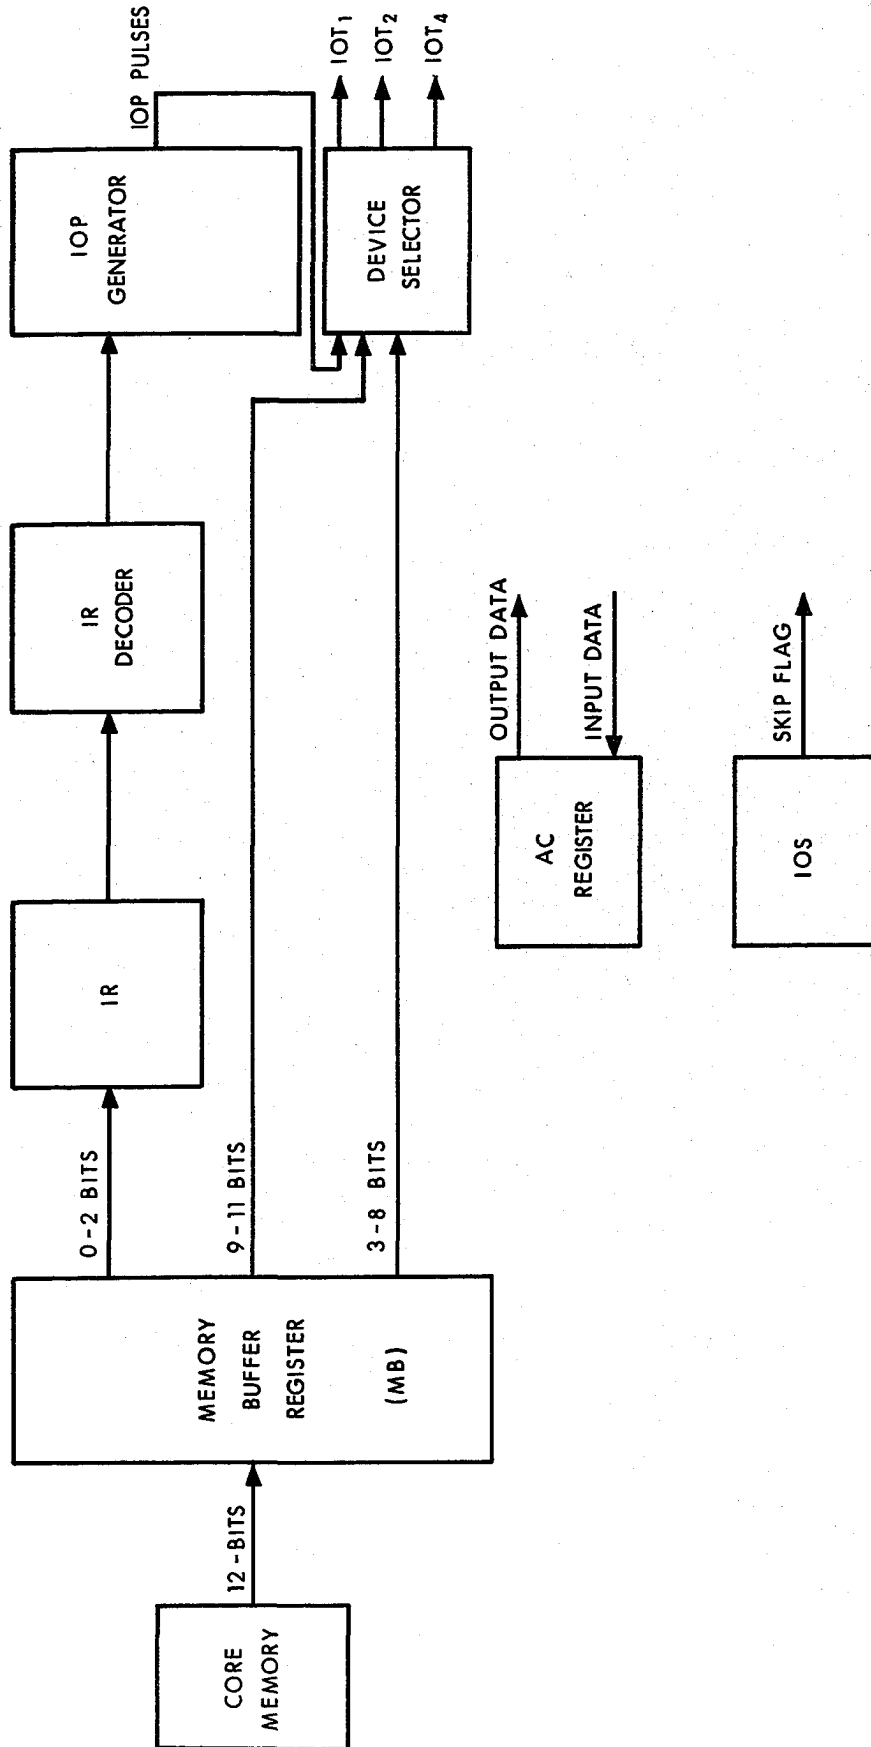 CORE
MEMORY
12-BITS
MEMORY
BUFFER
REGISTER
(MB)
0-2 BITS
9-11 BITS
3-8 BITS
IR
IR
DECODER
IOP
GENERATOR
IOP PULSES
DEVICE
SELECTOR
IOT1
IOT2
IOT4
AC
REGISTER
OUTPUT DATA
INPUT DATA
IOS
SKIP FLAG